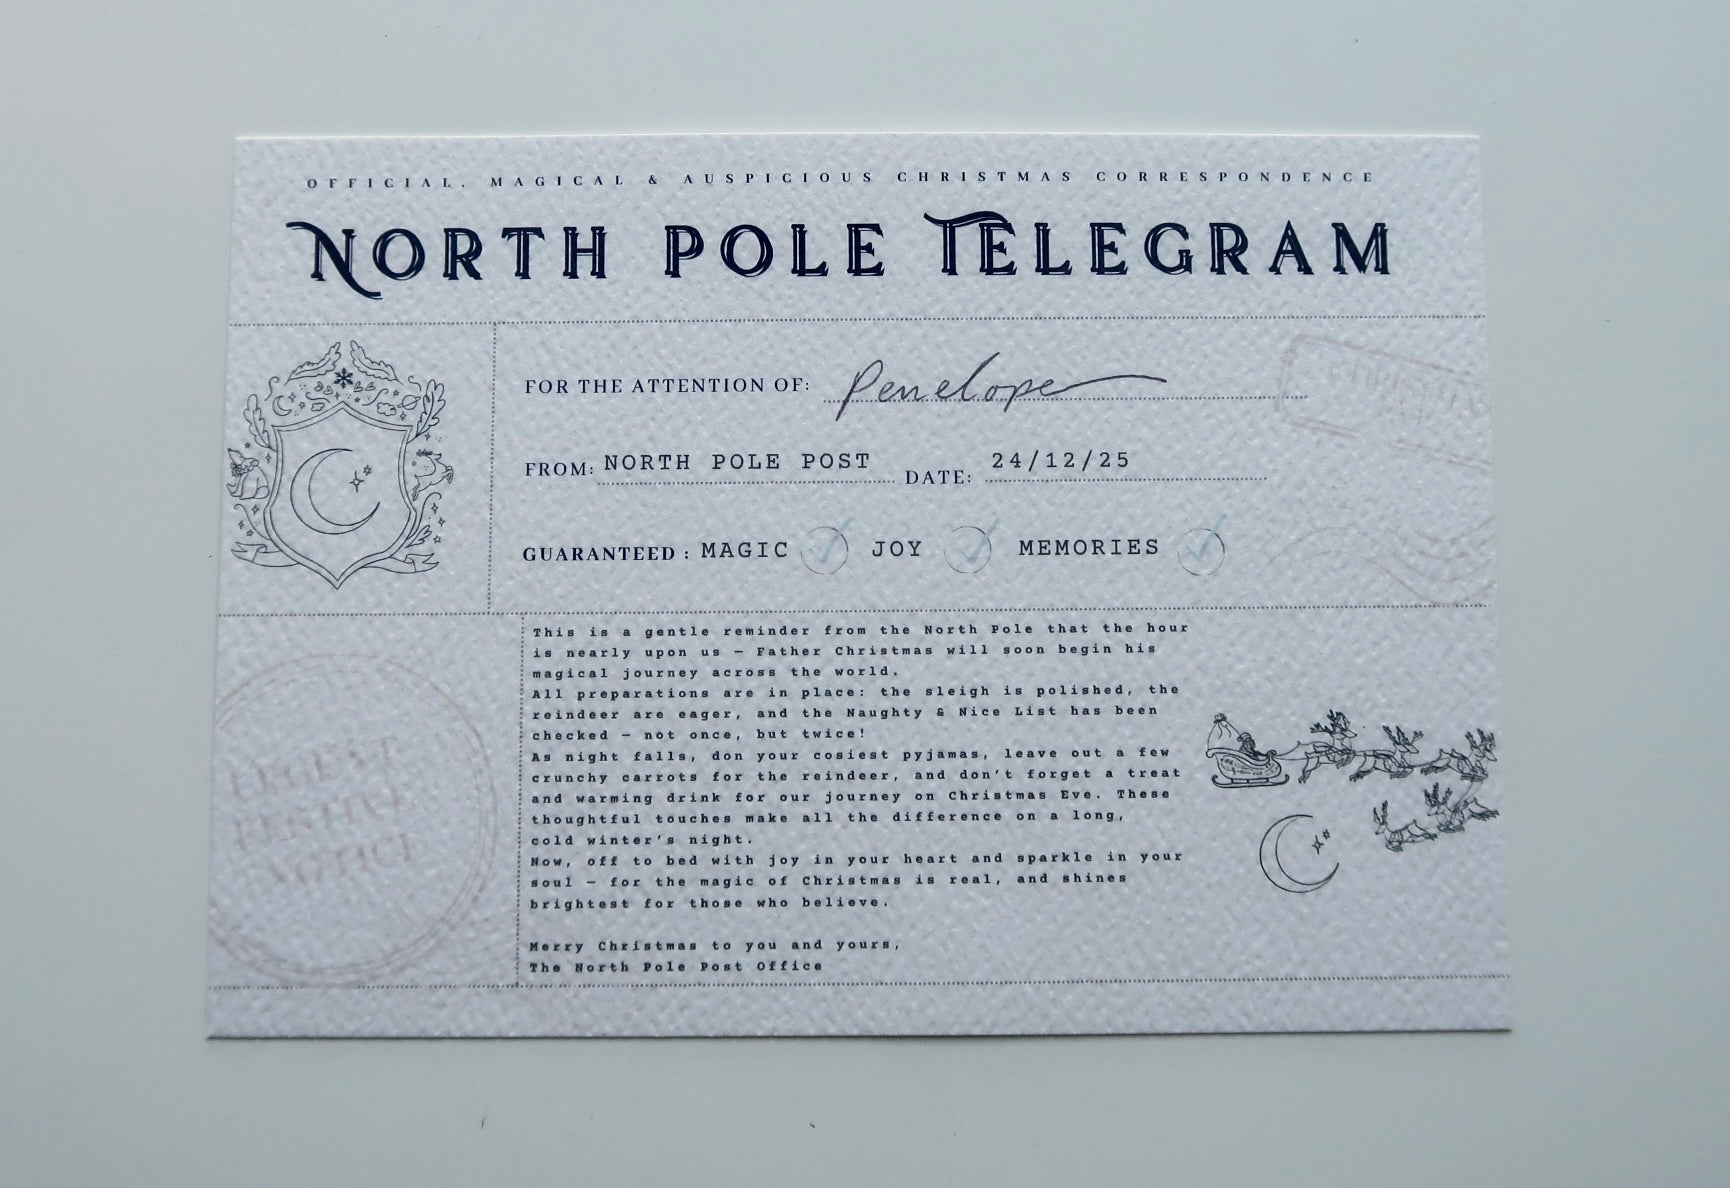 OFFICIAL, MAGICAL & AUSPICIOUS CHRISTMAS CORRESPONDENCE
NORTH POLE TELEGRAM
FOR THE ATTENTION OF: Penelope
FROM: NORTH POLE POST DATE: 24/12/25
GUARANTEED : MAGIC JOY MEMORIES
This is a gentle reminder from the North Pole that the hour
is nearly upon us – Father Christmas will soon begin his
magical journey across the world.
All preparations are in place: the sleigh is polished, the
reindeer are eager, and the Naughty & Nice List has been
checked – not once, but twice!
As night falls, don your cosiest pyjamas, leave out a few
crunchy carrots for the reindeer, and don't forget a treat
and warming drink for our journey on Christmas Eve. These
thoughtful touches make all the difference on a long,
cold winter's night.
Now, off to bed with joy in your heart and sparkle in your
soul – for the magic of Christmas is real, and shines
brightest for those who believe.
Merry Christmas to you and yours,
The North Pole Post Office
URGENT
FESTIVE
NOTICE